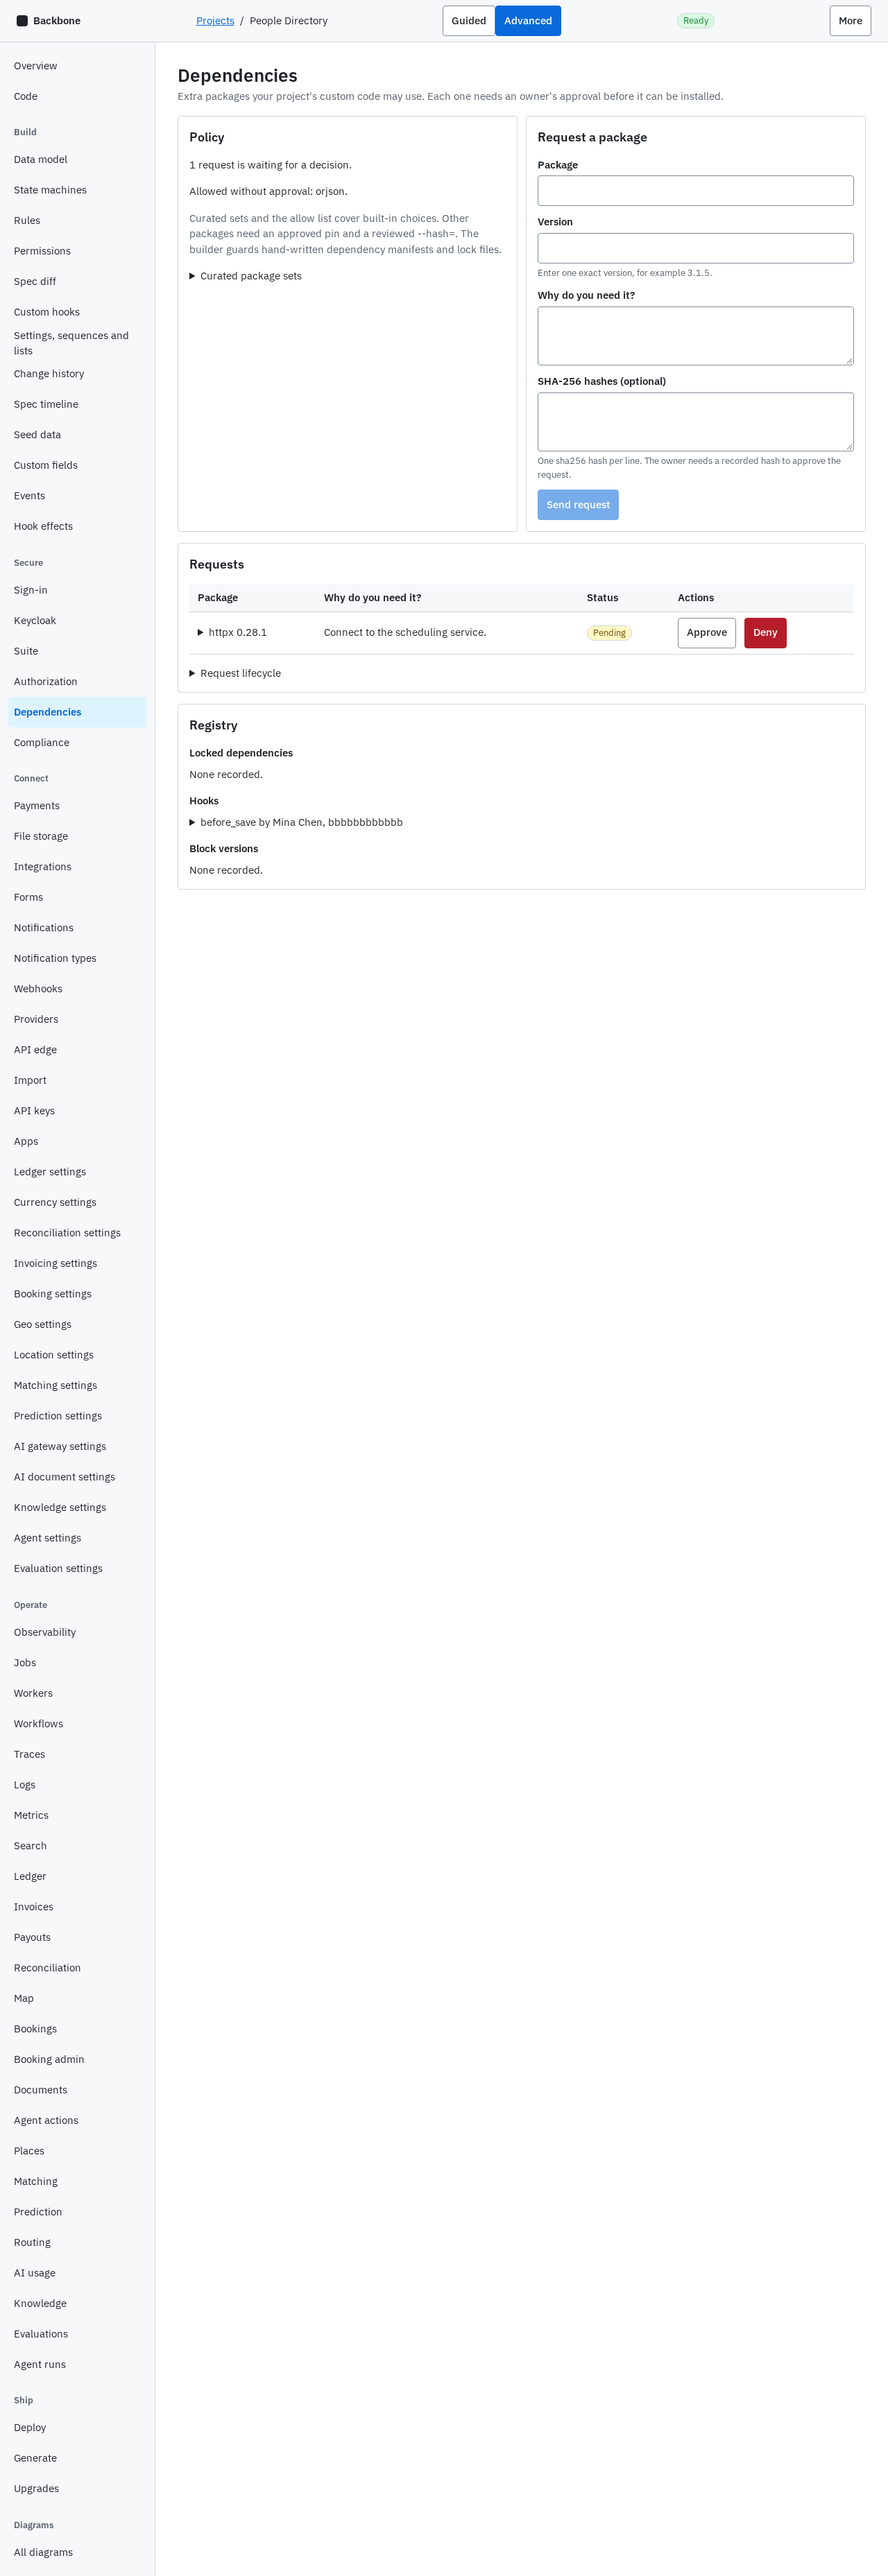 Backbone
Projects / People Directory
Guided
Advanced
Ready
More
Overview
Code
Build
Data model
State machines
Rules
Permissions
Spec diff
Custom hooks
Settings, sequences and
lists
Change history
Spec timeline
Seed data
Custom fields
Events
Hook effects
Secure
Sign-in
Keycloak
Suite
Authorization
Dependencies
Compliance
Connect
Payments
File storage
Integrations
Forms
Notifications
Notification types
Webhooks
Providers
API edge
Import
API keys
Apps
Ledger settings
Currency settings
Reconciliation settings
Invoicing settings
Booking settings
Geo settings
Location settings
Matching settings
Prediction settings
AI gateway settings
AI document settings
Knowledge settings
Agent settings
Evaluation settings
Operate
Observability
Jobs
Workers
Workflows
Traces
Logs
Metrics
Search
Ledger
Invoices
Payouts
Reconciliation
Map
Bookings
Booking admin
Documents
Agent actions
Places
Matching
Prediction
Routing
AI usage
Knowledge
Evaluations
Agent runs
Ship
Deploy
Generate
Upgrades
Diagrams
All diagrams
Dependencies
Extra packages your project's custom code may use. Each one needs an owner's approval before it can be installed.
Policy
1 request is waiting for a decision.
Allowed without approval: orjson.
Curated sets and the allow list cover built-in choices. Other
packages need an approved pin and a reviewed --hash=. The
builder guards hand-written dependency manifests and lock files.
Curated package sets
Request a package
Package
Version
Enter one exact version, for example 3.1.5.
Why do you need it?
SHA-256 hashes (optional)
One sha256 hash per line. The owner needs a recorded hash to approve the
request.
Send request
Requests
Package Why do you need it? Status Actions
httpx 0.28.1 Connect to the scheduling service. Pending Approve Deny
Request lifecycle
Registry
Locked dependencies
None recorded.
Hooks
before_save by Mina Chen, bbbbbbbbbbbb
Block versions
None recorded.